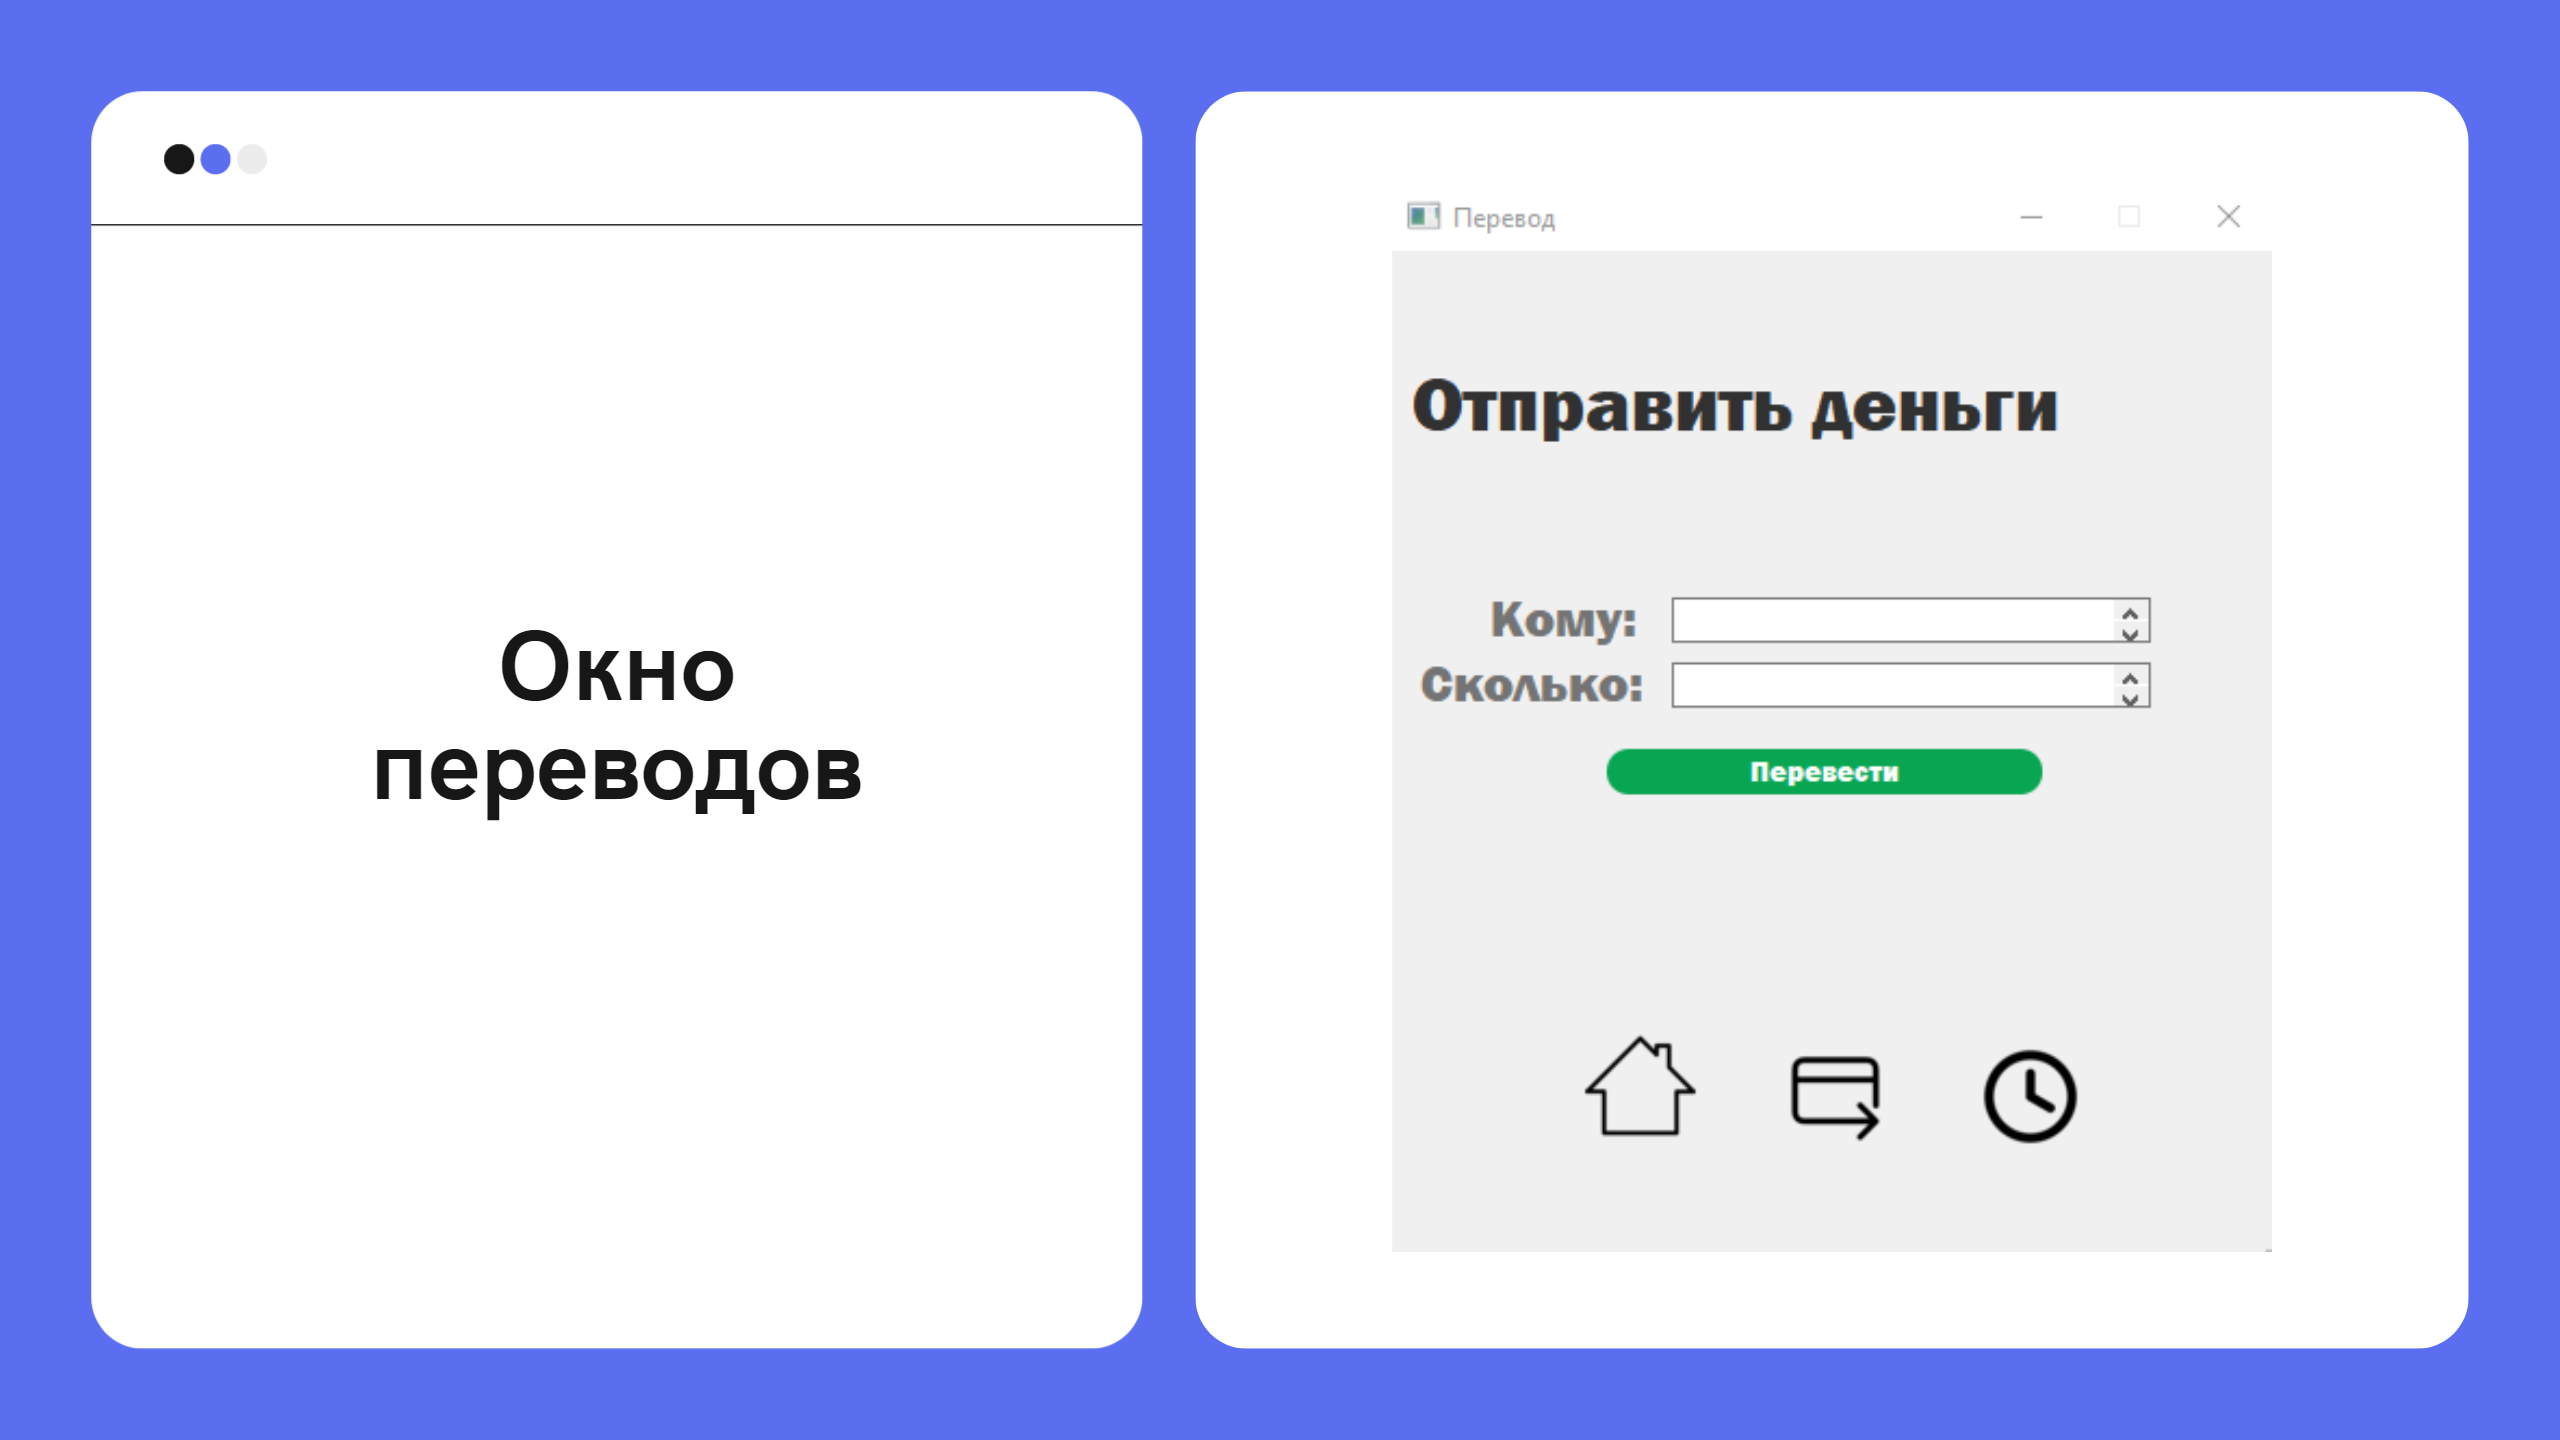 Окно
переводов
Перевод
Отправить деньги
Кому:
Сколько:
Перевести